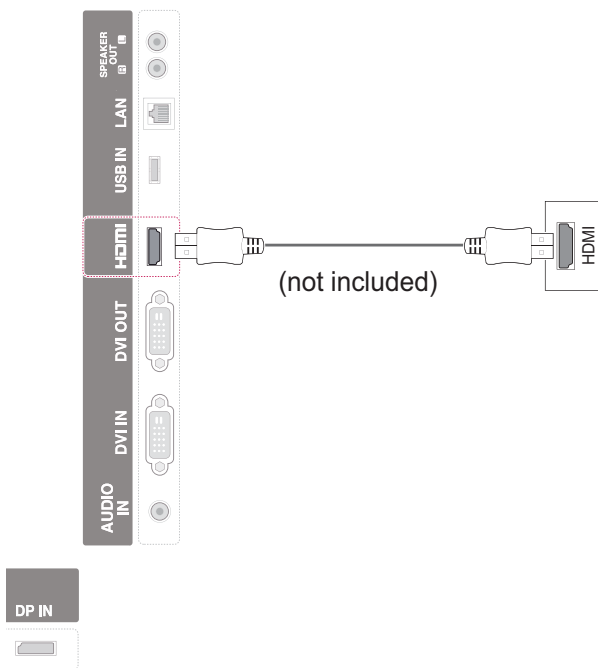 SPEAKER
OUT
R L
LAN
USB IN
HDMI
(not included)
HDMI
DVI OUT
DVI IN
AUDIO
IN
DP IN